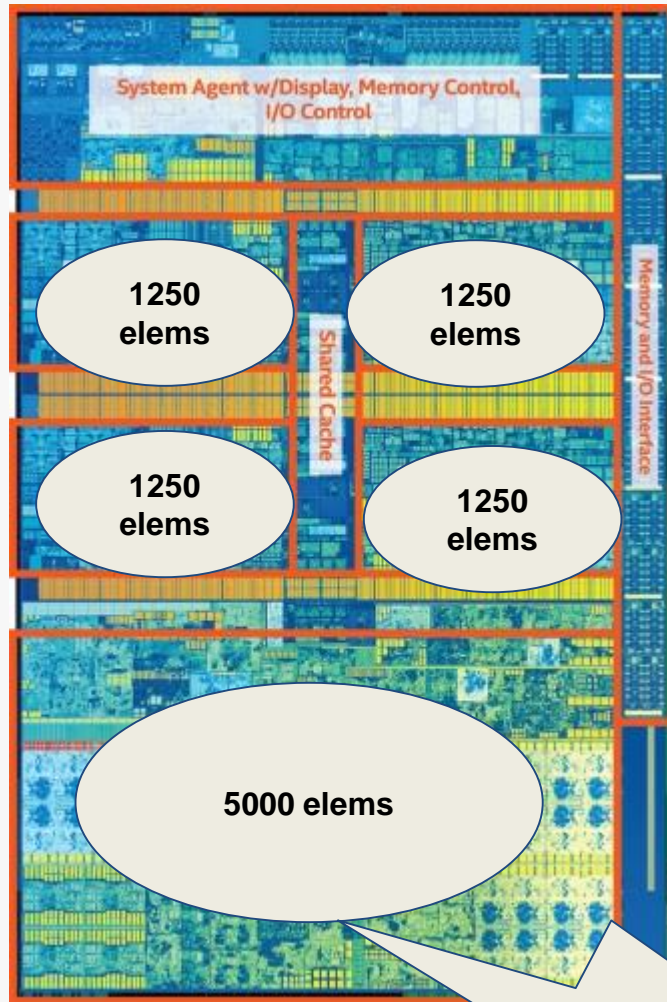 System Agent w/Display, Memory Control,
I/O Control
1250
elems
1250
elems
Shared Cache
Memory and I/O Interface
1250
elems
1250
elems
5000 elems